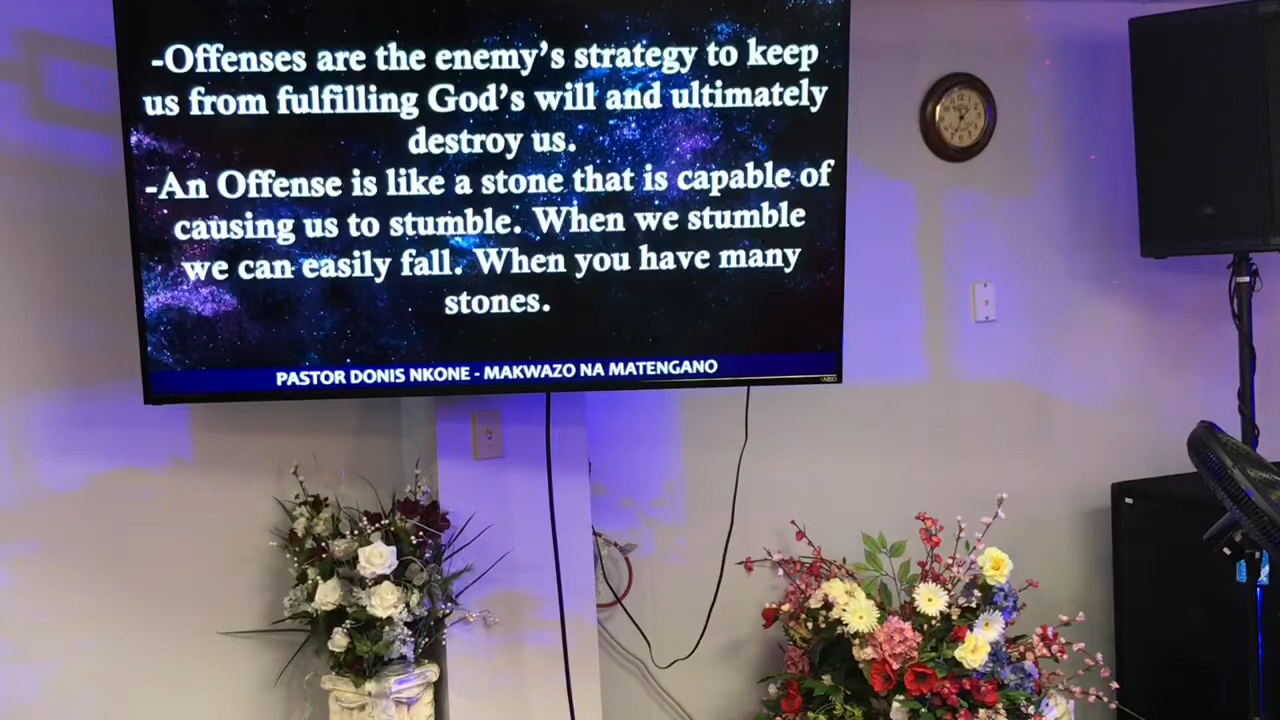 -Offenses are the enemy's strategy to keep
us from fulfilling God's will and ultimately
destroy us.
-An Offense is like a stone that is capable of
causing us to stumble. When we stumble
we can easily fall. When you have many
stones.
PASTOR DONIS NKONE - MAKWAZO NA MATENGANO
VIZIO